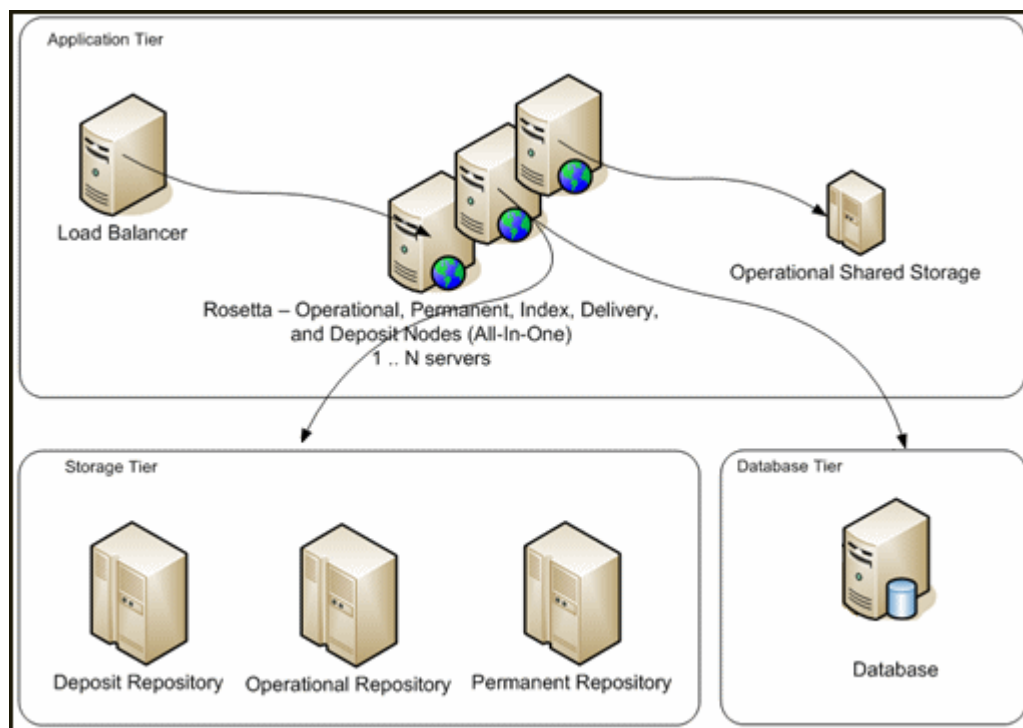 Application Tier
Load Balancer
Operational Shared Storage
Rosetta – Operational, Permanent, Index, Delivery,
and Deposit Nodes (All-In-One)
1 .. N servers
Storage Tier
Deposit Repository
Operational Repository
Permanent Repository
Database Tier
Database